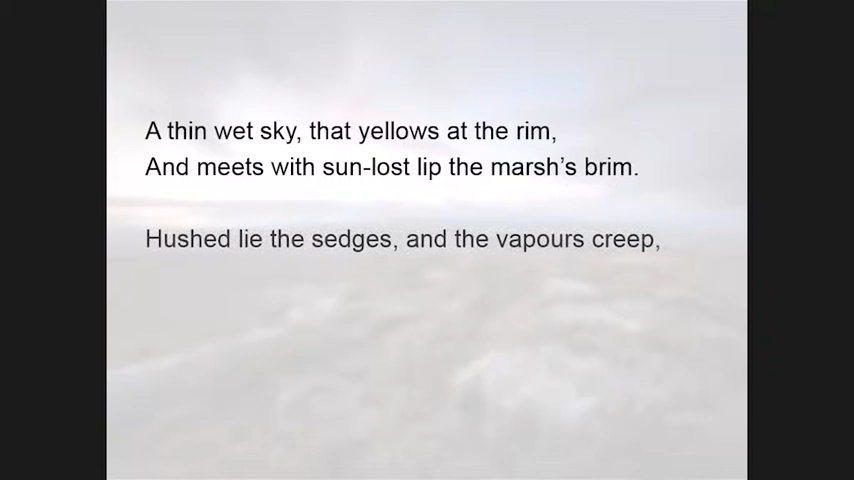 A thin wet sky, that yellows at the rim,
And meets with sun-lost lip the marsh’s brim.
Hushed lie the sedges, and the vapours creep,